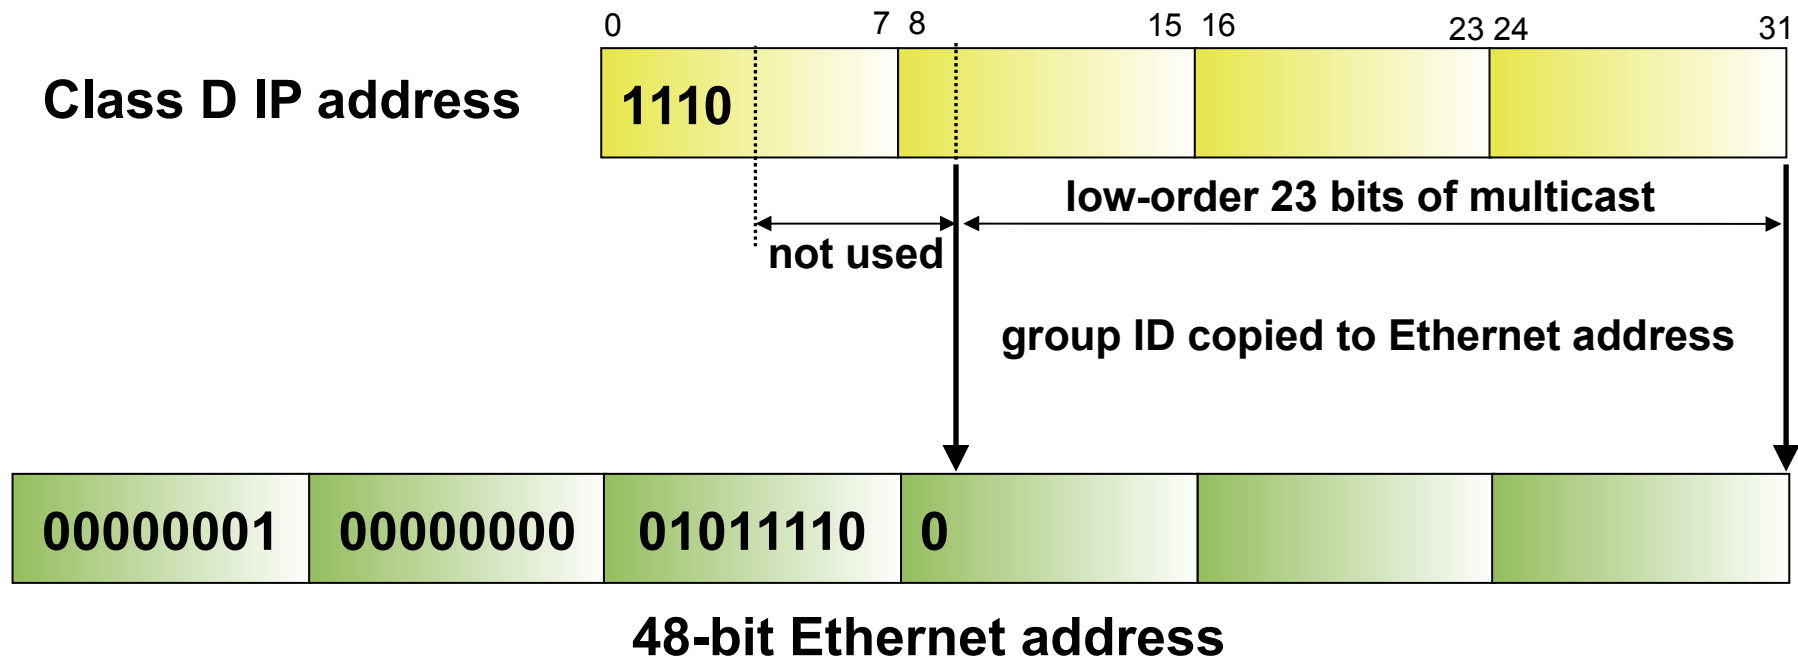 0 7 8 15 16 23 24 31
Class D IP address 1110
low-order 23 bits of multicast
not used
group ID copied to Ethernet address
00000001 00000000 01011110 0
48-bit Ethernet address